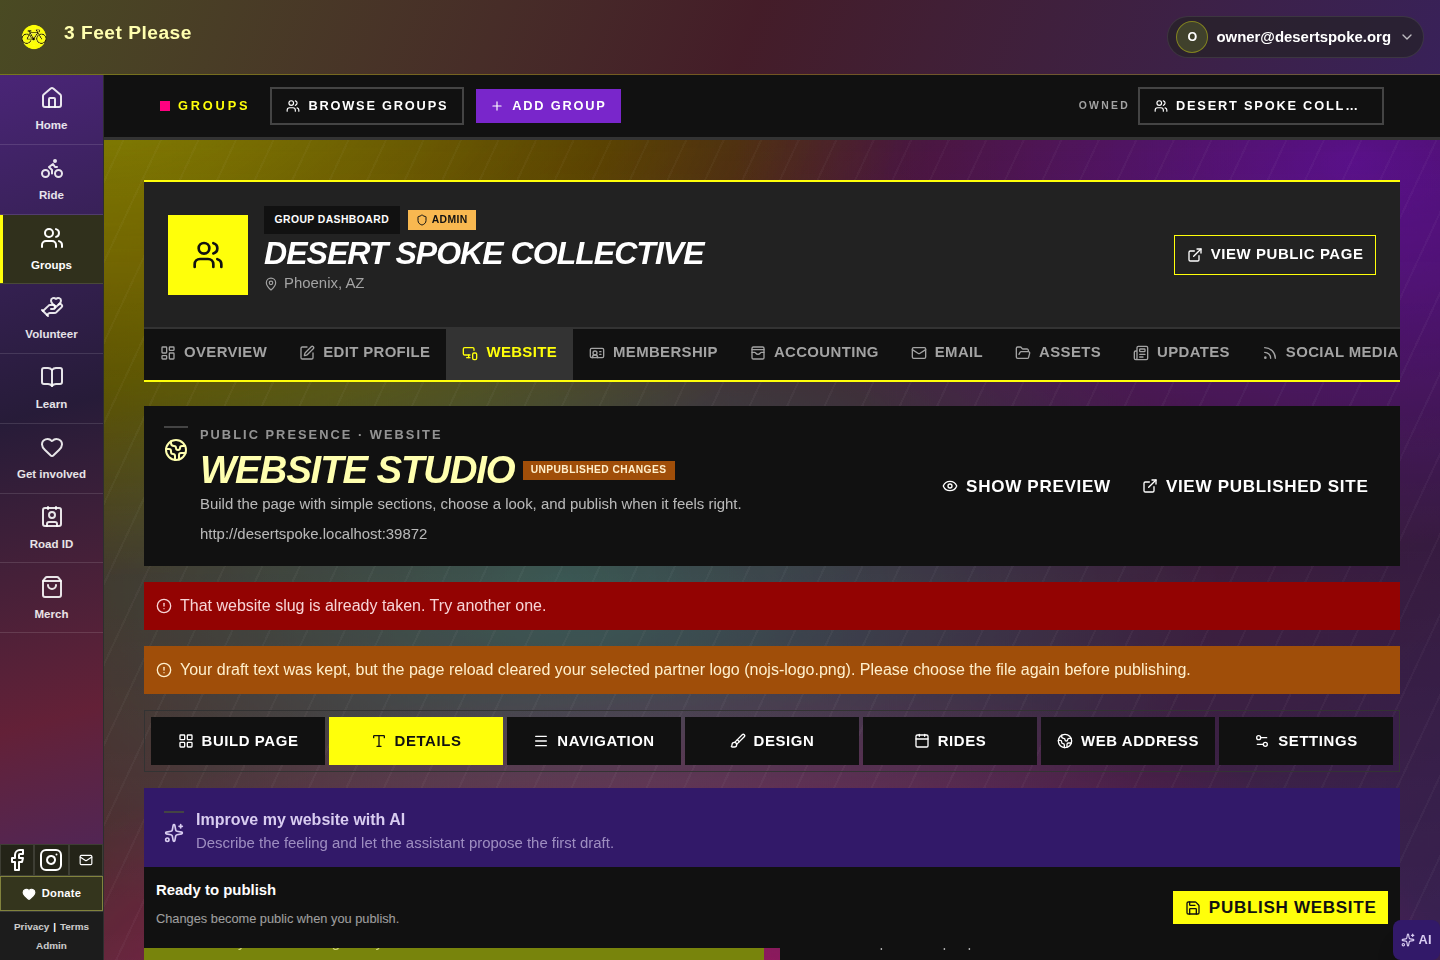 3 Feet Please
O owner@desertspoke.org
Home
Ride
Groups
Volunteer
Learn
Get involved
Road ID
Merch
Donate
Privacy | Terms
Admin
GROUPS BROWSE GROUPS + ADD GROUP OWNED DESERT SPOKE COLL...
GROUP DASHBOARD ADMIN
DESERT SPOKE COLLECTIVE
Phoenix, AZ
VIEW PUBLIC PAGE
OVERVIEW EDIT PROFILE WEBSITE MEMBERSHIP ACCOUNTING EMAIL ASSETS UPDATES SOCIAL MEDIA
PUBLIC PRESENCE · WEBSITE
WEBSITE STUDIO UNPUBLISHED CHANGES
Build the page with simple sections, choose a look, and publish when it feels right.
http://desertspoke.localhost:39872
SHOW PREVIEW VIEW PUBLISHED SITE
That website slug is already taken. Try another one.
Your draft text was kept, but the page reload cleared your selected partner logo (nojs-logo.png). Please choose the file again before publishing.
BUILD PAGE DETAILS NAVIGATION DESIGN RIDES WEB ADDRESS SETTINGS
Improve my website with AI
Describe the feeling and let the assistant propose the first draft.
Ready to publish
Changes become public when you publish.
PUBLISH WEBSITE
AI